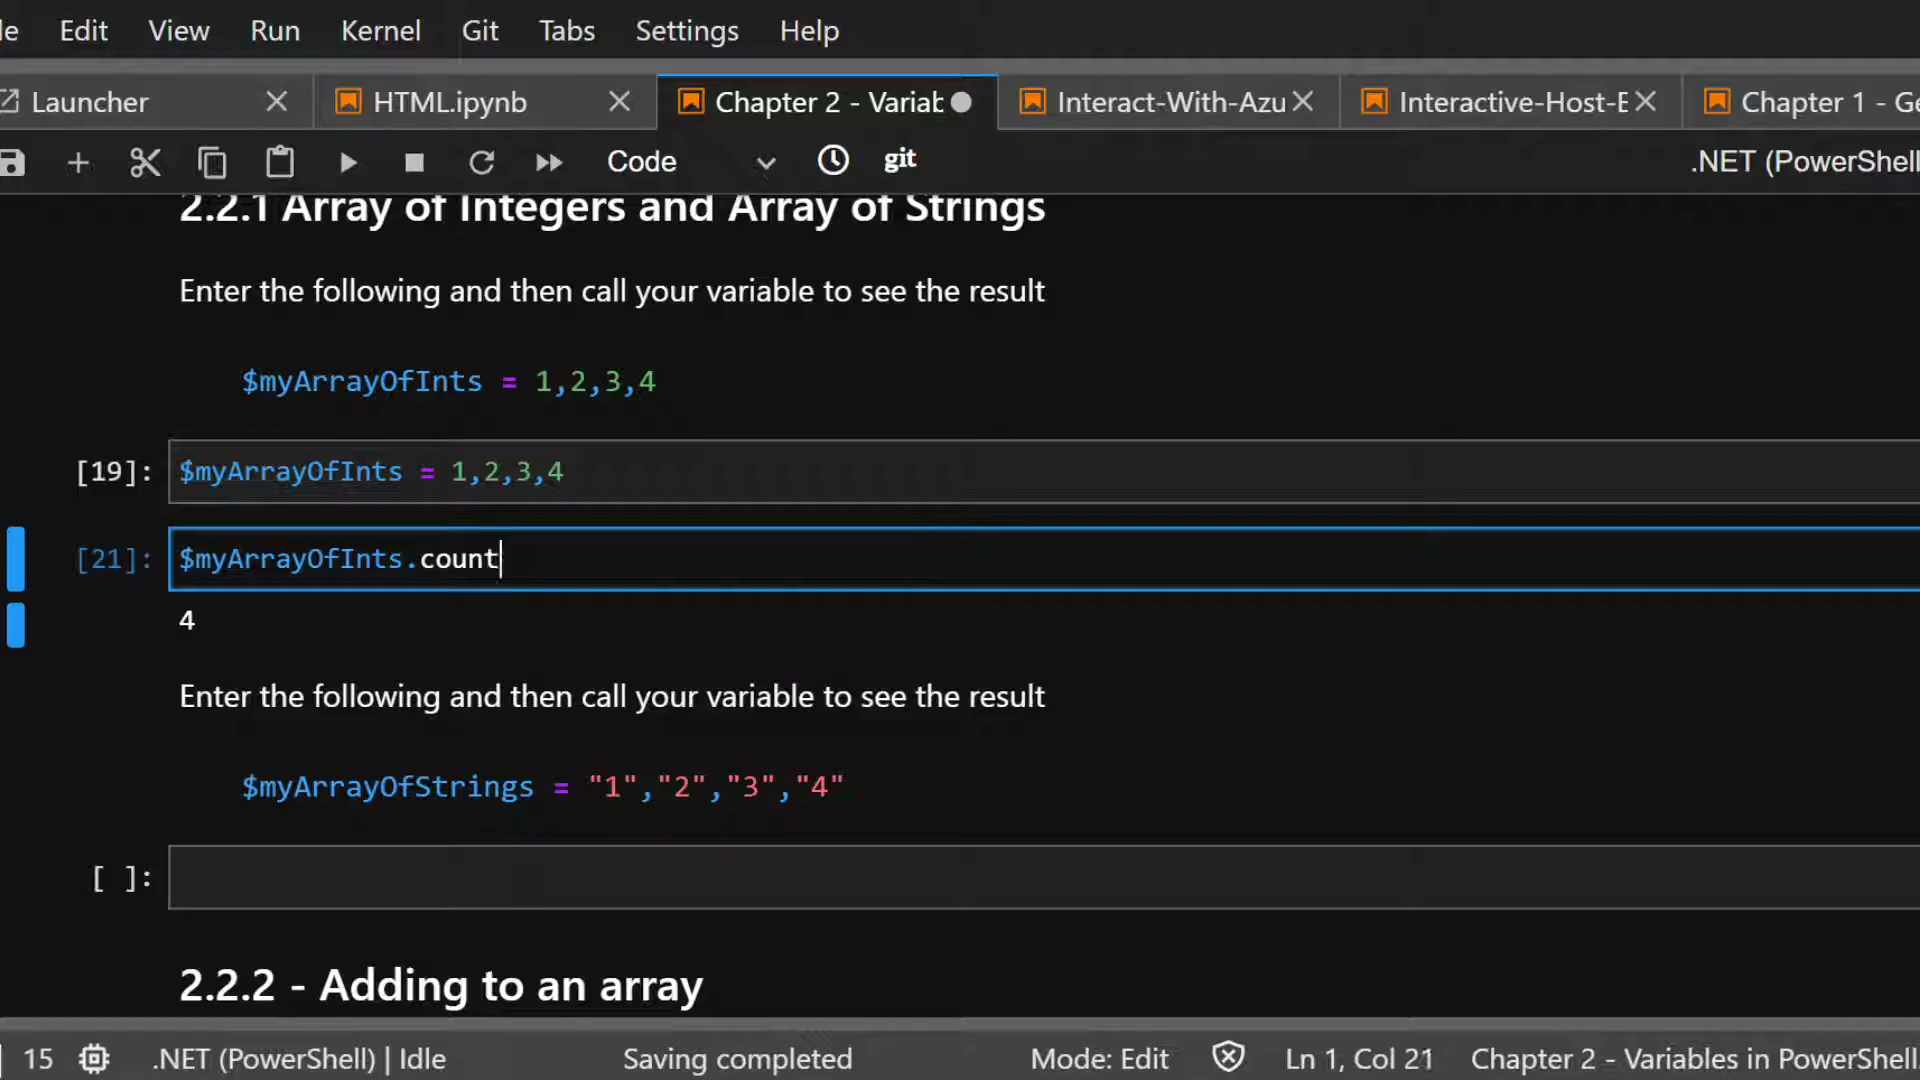 le Edit View Run Kernel Git Tabs Settings Help
Launcher HTML.ipynb Chapter 2 - Variab Interact-With-Azu Interactive-Host-E Chapter 1 - Ge
Code git .NET (PowerShell
2.2.1 Array of Integers and Array of Strings
Enter the following and then call your variable to see the result
$myArrayOfInts = 1,2,3,4
[19]: $myArrayOfInts = 1,2,3,4
[21]: $myArrayOfInts.count
4
Enter the following and then call your variable to see the result
$myArrayOfStrings = "1","2","3","4"
[ ]:
2.2.2 - Adding to an array
15 .NET (PowerShell) | Idle Saving completed Mode: Edit Ln 1, Col 21 Chapter 2 - Variables in PowerShell